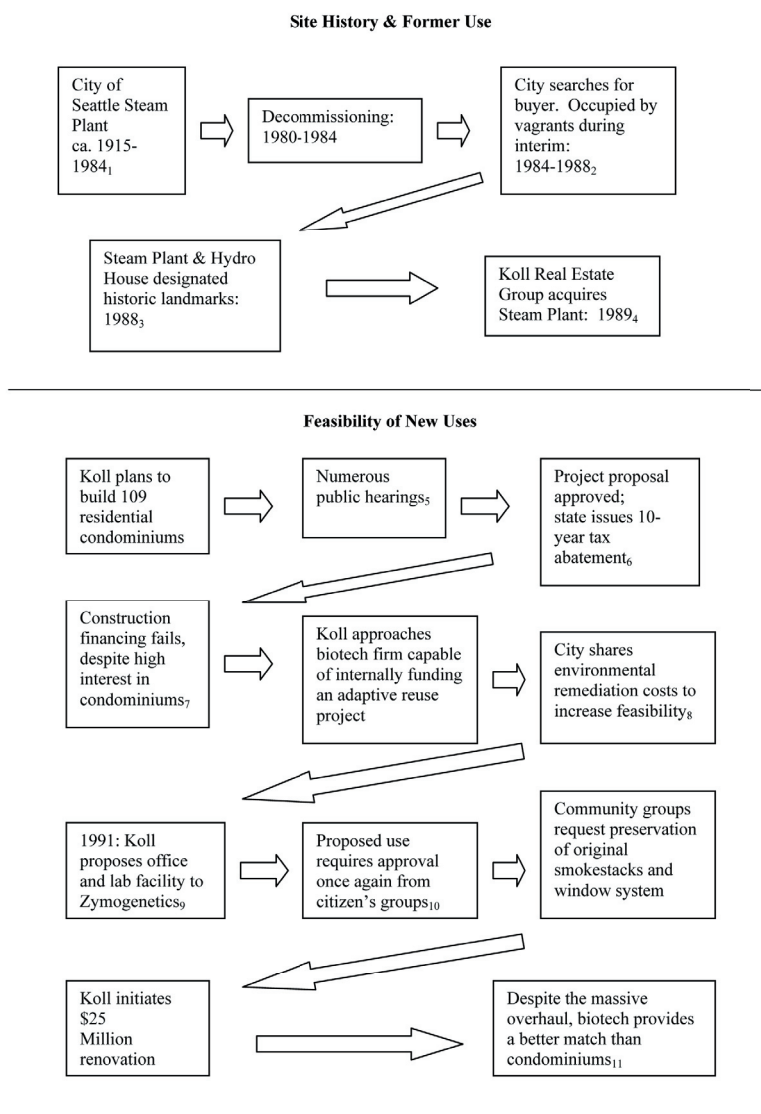 Site History & Former Use
City of
Seattle Steam
Plant
ca. 1915-
1984₁
Decommissioning:
1980-1984
City searches for
buyer.  Occupied by
vagrants during
interim:
1984-1988₂
Steam Plant & Hydro
House designated
historic landmarks:
1988₃
Koll Real Estate
Group acquires
Steam Plant:  1989₄
Feasibility of New Uses
Koll plans to
build 109
residential
condominiums
Numerous
public hearings₅
Project proposal
approved;
state issues 10-
year tax
abatement₆
Construction
financing fails,
despite high
interest in
condominiums₇
Koll approaches
biotech firm capable
of internally funding
an adaptive reuse
project
City shares
environmental
remediation costs to
increase feasibility₈
1991: Koll
proposes office
and lab facility to
Zymogenetics₉
Proposed use
requires approval
once again from
citizen’s groups₁₀
Community groups
request preservation
of original
smokestacks and
window system
Koll initiates
$25
Million
renovation
Despite the massive
overhaul, biotech provides
a better match than
condominiums₁₁